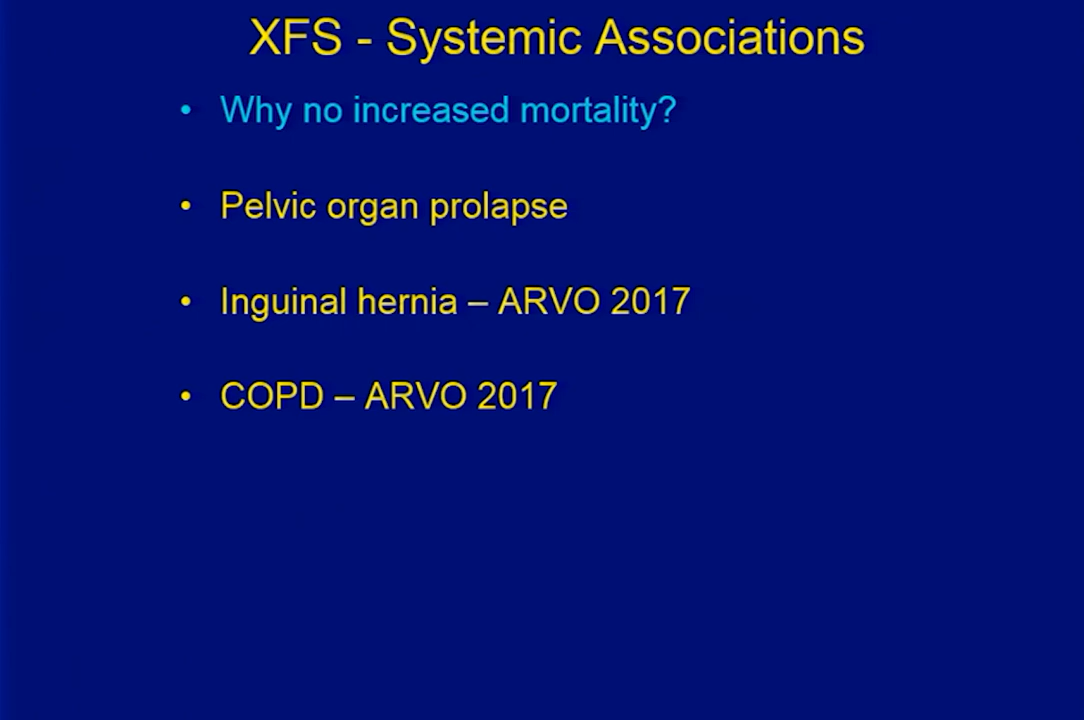 XFS - Systemic Associations
• Why no increased mortality?
• Pelvic organ prolapse
• Inguinal hernia – ARVO 2017
• COPD – ARVO 2017